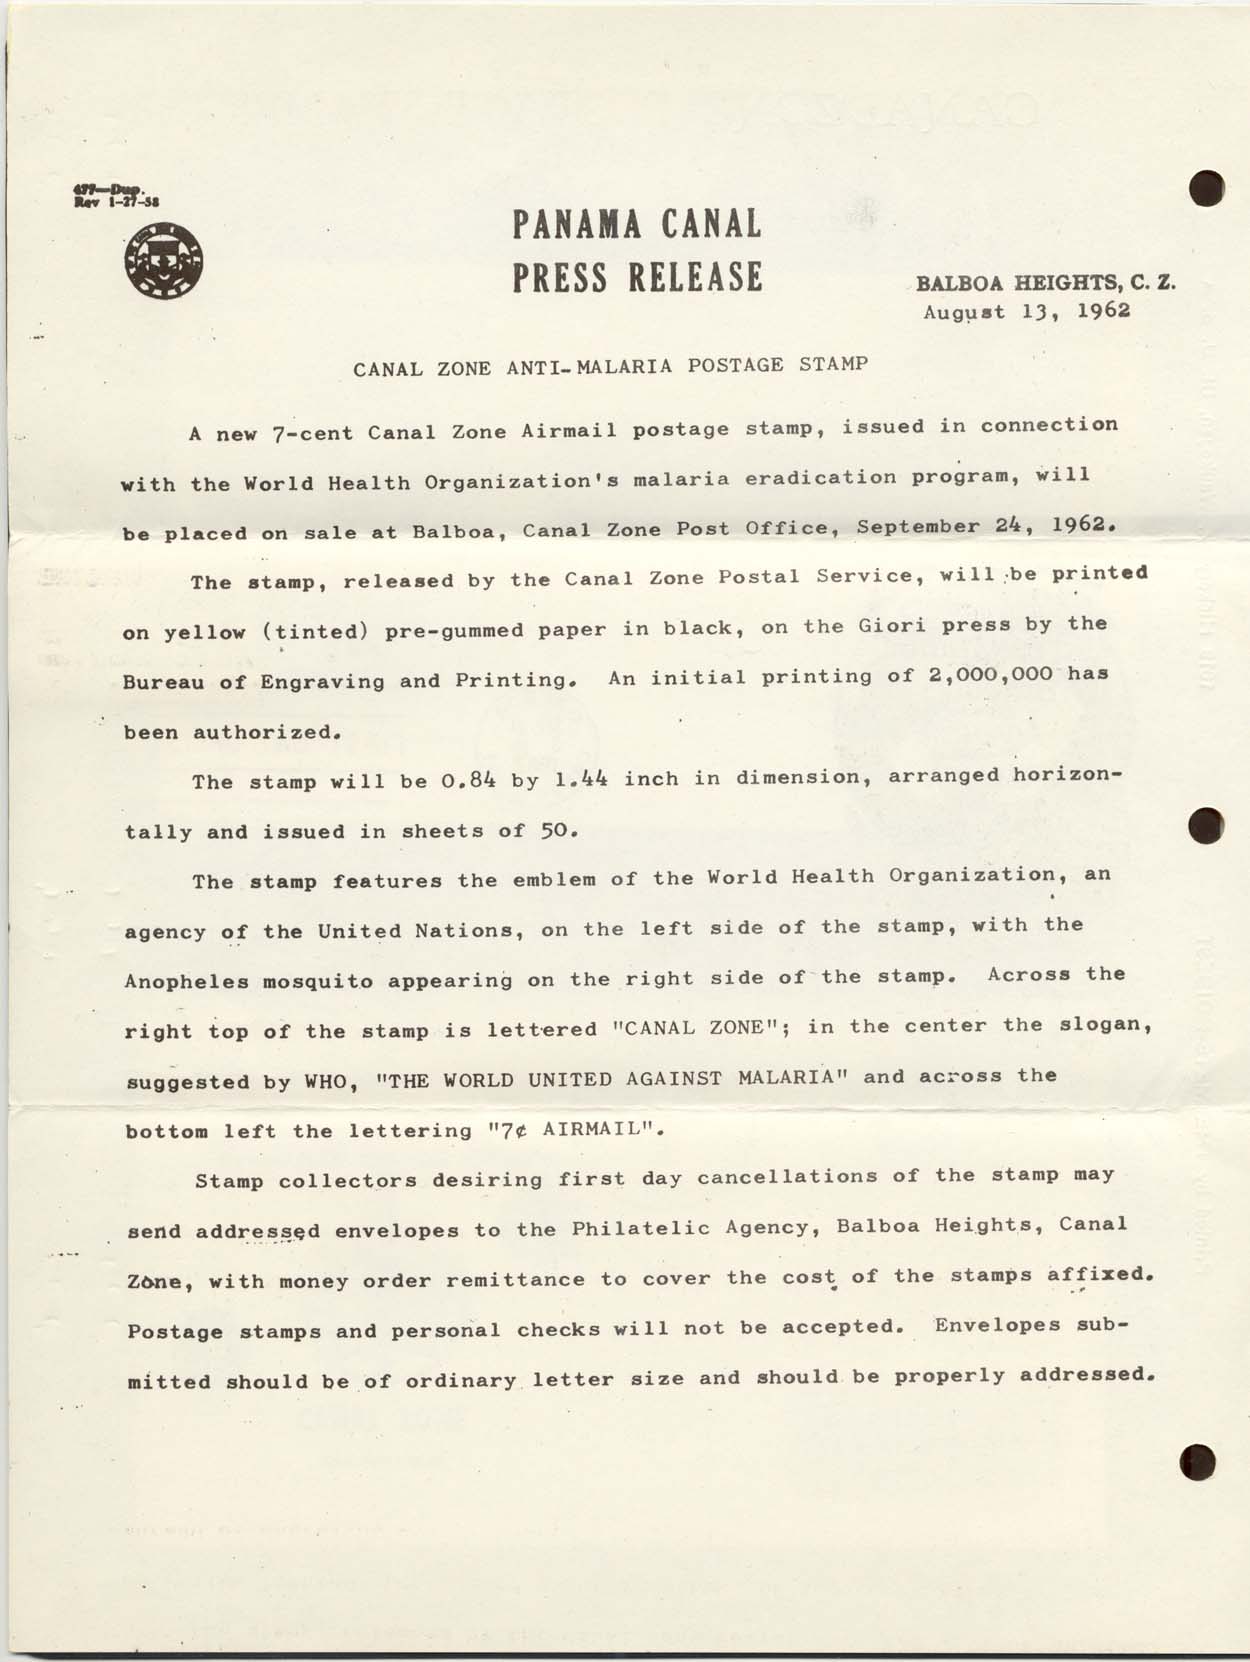 477—Dup.
Rev 1-27-58
PANAMA CANAL
PRESS RELEASE
BALBOA HEIGHTS, C. Z.
August 13, 1962
CANAL ZONE ANTI-MALARIA POSTAGE STAMP
A new 7-cent Canal Zone Airmail postage stamp, issued in connection
with the World Health Organization's malaria eradication program, will
be placed on sale at Balboa, Canal Zone Post Office, September 24, 1962.
The stamp, released by the Canal Zone Postal Service, will be printed
on yellow (tinted) pre-gummed paper in black, on the Giori press by the
Bureau of Engraving and Printing. An initial printing of 2,000,000 has
been authorized.
The stamp will be 0.84 by 1.44 inch in dimension, arranged horizon-
tally and issued in sheets of 50.
The stamp features the emblem of the World Health Organization, an
agency of the United Nations, on the left side of the stamp, with the
Anopheles mosquito appearing on the right side of the stamp. Across the
right top of the stamp is lettered "CANAL ZONE"; in the center the slogan,
suggested by WHO, "THE WORLD UNITED AGAINST MALARIA" and across the
bottom left the lettering "7¢ AIRMAIL".
Stamp collectors desiring first day cancellations of the stamp may
send addressed envelopes to the Philatelic Agency, Balboa Heights, Canal
Zone, with money order remittance to cover the cost of the stamps affixed.
Postage stamps and personal checks will not be accepted. Envelopes sub-
mitted should be of ordinary letter size and should be properly addressed.